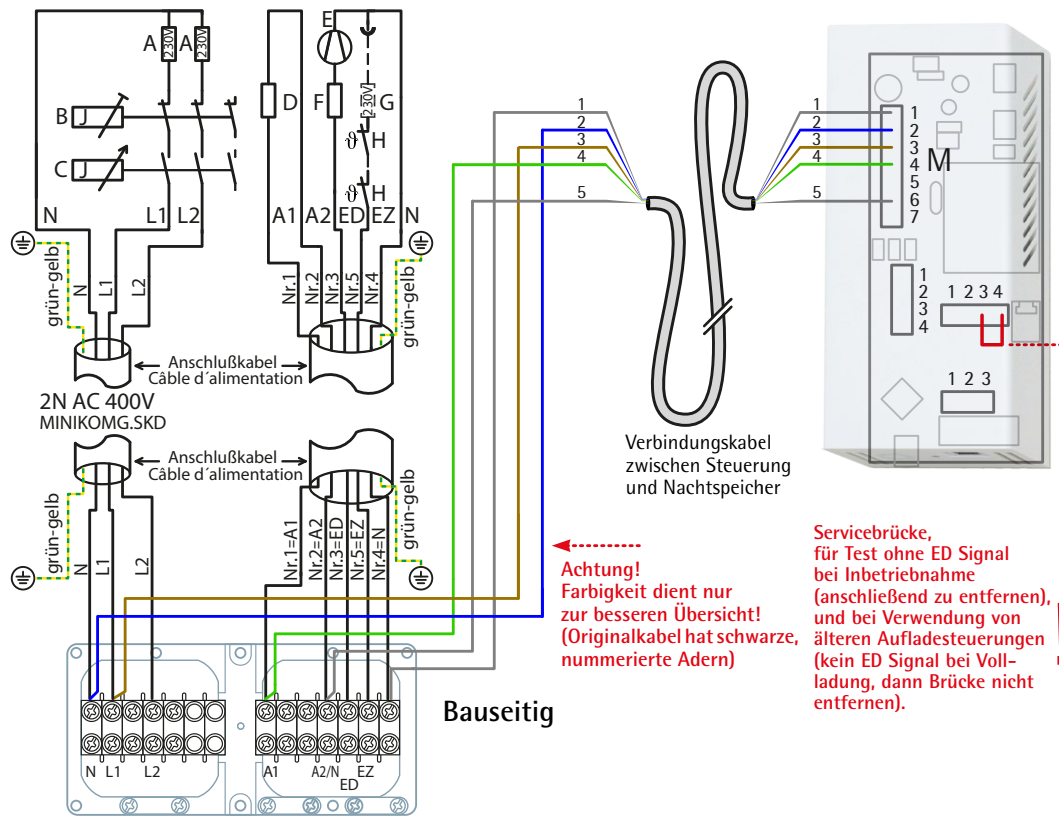 A A E
230V 230V
B J D F 230V G
ϑ H
C J
ϑ H
N L1 L2 A1 A2 ED EZ N
grün-gelb N L1 L2 Nr.1 Nr.2 Nr.3 Nr.5 Nr.4 grün-gelb
Anschlußkabel
Câble d´alimentation
2N AC 400V
MINIKOMG.SKD
Anschlußkabel
Câble d´alimentation
grün-gelb N L1 L2 Nr.1=A1 Nr.2=A2 Nr.3=ED Nr.5=EZ Nr.4=N grün-gelb
N L1 L2 A1 A2/N EZ
ED
Bauseitig
1
2
3
4
5
1
2
3
4
5
1
2
3
4
5
6
7
M
1
2
3
4
1 2 3 4
1 2 3
Verbindungskabel
zwischen Steuerung
und Nachtspeicher
Achtung!
Farbigkeit dient nur
zur besseren Übersicht!
(Originalkabel hat schwarze,
nummerierte Adern)
Servicebrücke,
für Test ohne ED Signal
bei Inbetriebnahme
(anschließend zu entfernen),
und bei Verwendung von
älteren Aufladesteuerungen
(kein ED Signal bei Voll-
ladung, dann Brücke nicht
entfernen).